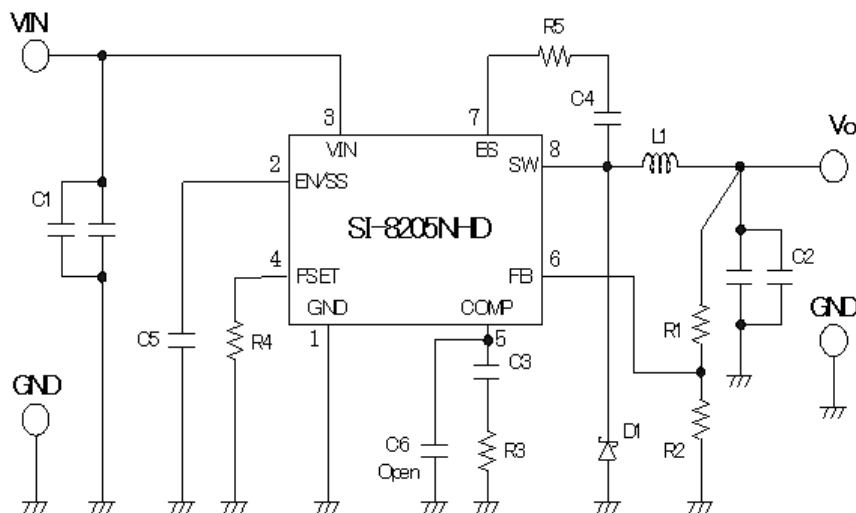 VIN
R5
C4
3
7
L1
Vo
VIN
BS
8
SW
2
EN/SS
C1
SI-8205NHD
C2
4
6
FSET
FB
GND
GND
COMP
R1
C5
R4
1
5
C3
GND
C6
Open
R3
D1
R2